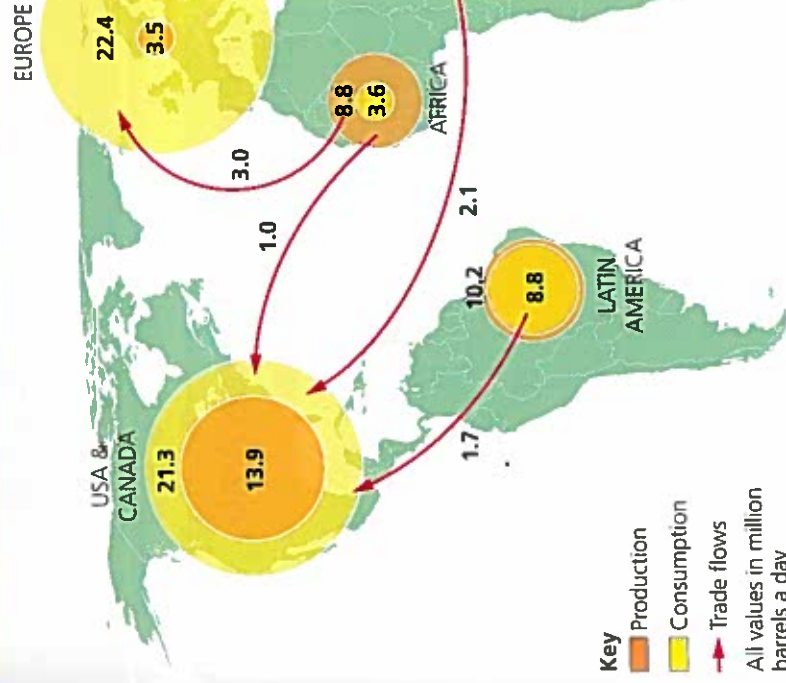 EUROPE
22.4
3.5
8.8
3.6
AFRICA
3.0
1.0
2.1
USA &
CANADA
21.3
13.9
10.2
8.8
LATIN
AMERICA
1.7
Key
Production
Consumption
Trade flows
All values in million
barrels a day